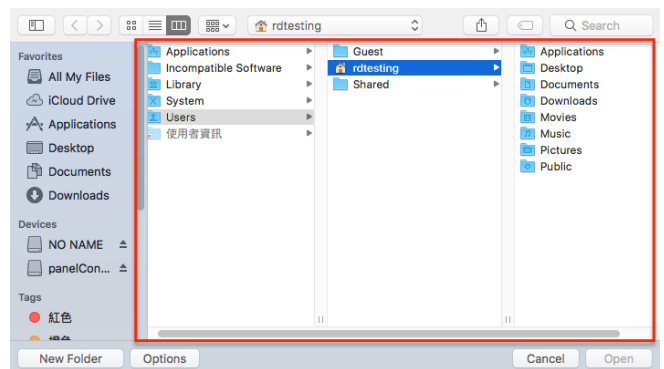 rdtesting
Search
Favorites
All My Files
iCloud Drive
Applications
Desktop
Documents
Downloads
Devices
NO NAME
panelCon...
Tags
紅色
Applications
Incompatible Software
Library
System
Users
使用者資訊
Guest
rdtesting
Shared
Applications
Desktop
Documents
Downloads
Movies
Music
Pictures
Public
New Folder
Options
Cancel
Open